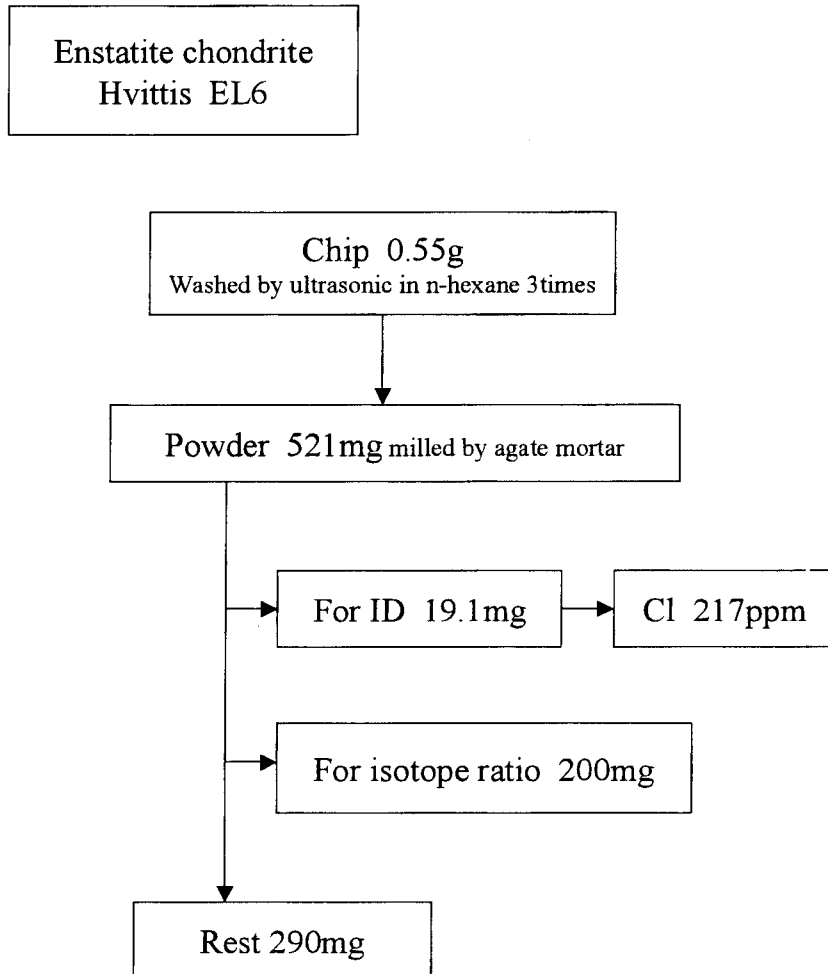 Enstatite chondrite
Hvittis EL6
Chip 0.55g
Washed by ultrasonic in n-hexane 3times
Powder 521mg milled by agate mortar
For ID 19.1mg
Cl 217ppm
For isotope ratio 200mg
Rest 290mg